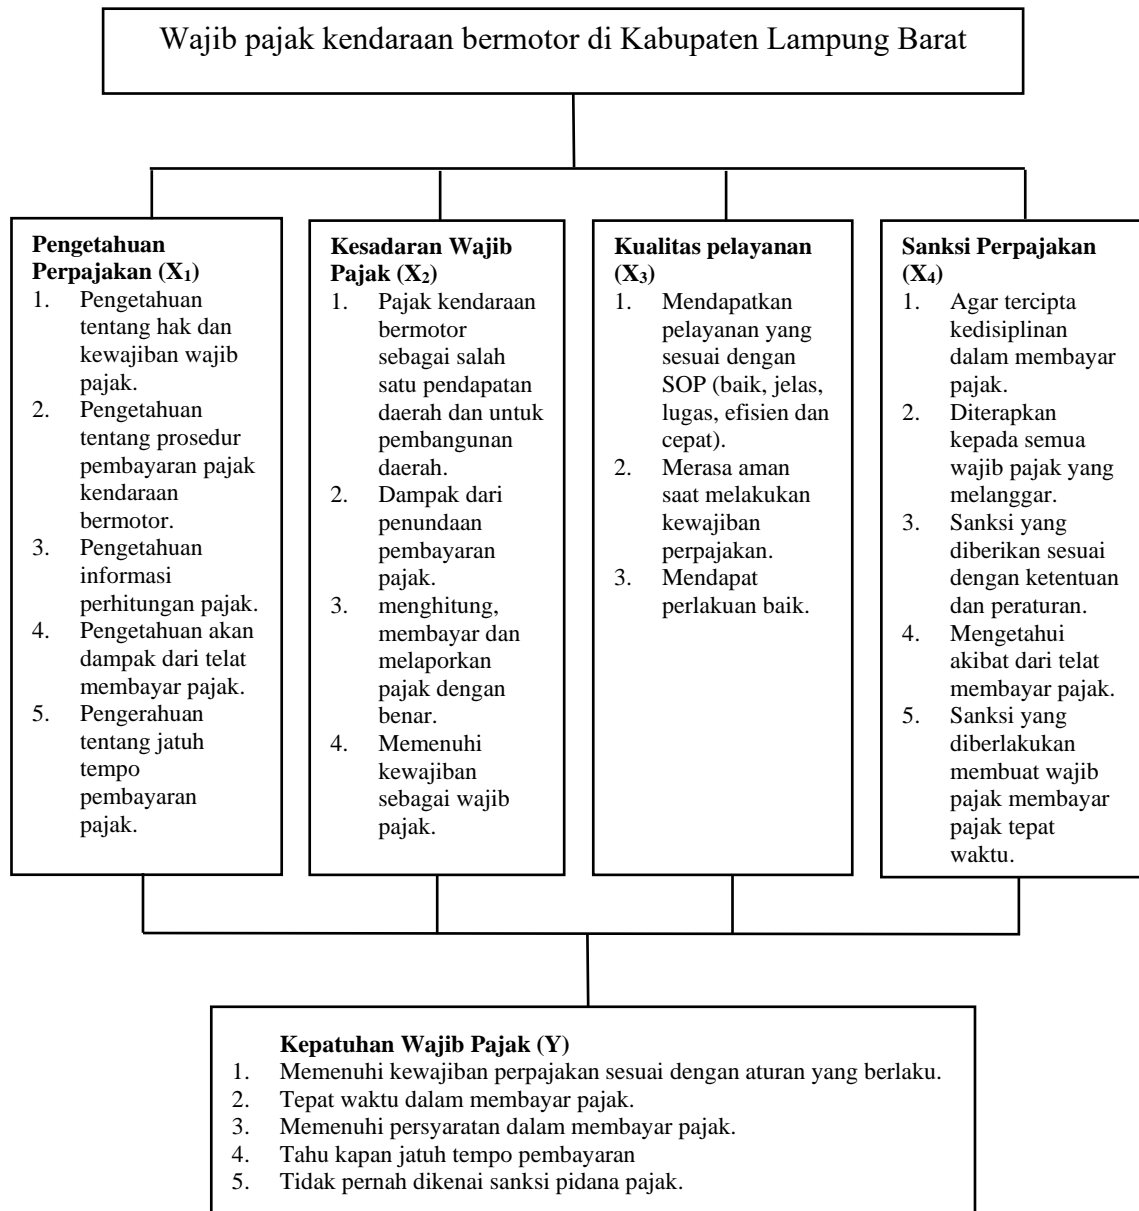 Wajib pajak kendaraan bermotor di Kabupaten Lampung Barat
Pengetahuan
Perpajakan (X₁)
1. Pengetahuan
tentang hak dan
kewajiban wajib
pajak.
2. Pengetahuan
tentang prosedur
pembayaran pajak
kendaraan
bermotor.
3. Pengetahuan
informasi
perhitungan pajak.
4. Pengetahuan akan
dampak dari telat
membayar pajak.
5. Pengerahuan
tentang jatuh
tempo
pembayaran
pajak.
Kesadaran Wajib
Pajak (X₂)
1. Pajak kendaraan
bermotor
sebagai salah
satu pendapatan
daerah dan untuk
pembangunan
daerah.
2. Dampak dari
penundaan
pembayaran
pajak.
3. menghitung,
membayar dan
melaporkan
pajak dengan
benar.
4. Memenuhi
kewajiban
sebagai wajib
pajak.
Kualitas pelayanan
(X₃)
1. Mendapatkan
pelayanan yang
sesuai dengan
SOP (baik, jelas,
lugas, efisien dan
cepat).
2. Merasa aman
saat melakukan
kewajiban
perpajakan.
3. Mendapat
perlakuan baik.
Sanksi Perpajakan
(X₄)
1. Agar tercipta
kedisiplinan
dalam membayar
pajak.
2. Diterapkan
kepada semua
wajib pajak yang
melanggar.
3. Sanksi yang
diberikan sesuai
dengan ketentuan
dan peraturan.
4. Mengetahui
akibat dari telat
membayar pajak.
5. Sanksi yang
diberlakukan
membuat wajib
pajak membayar
pajak tepat
waktu.
Kepatuhan Wajib Pajak (Y)
1. Memenuhi kewajiban perpajakan sesuai dengan aturan yang berlaku.
2. Tepat waktu dalam membayar pajak.
3. Memenuhi persyaratan dalam membayar pajak.
4. Tahu kapan jatuh tempo pembayaran
5. Tidak pernah dikenai sanksi pidana pajak.